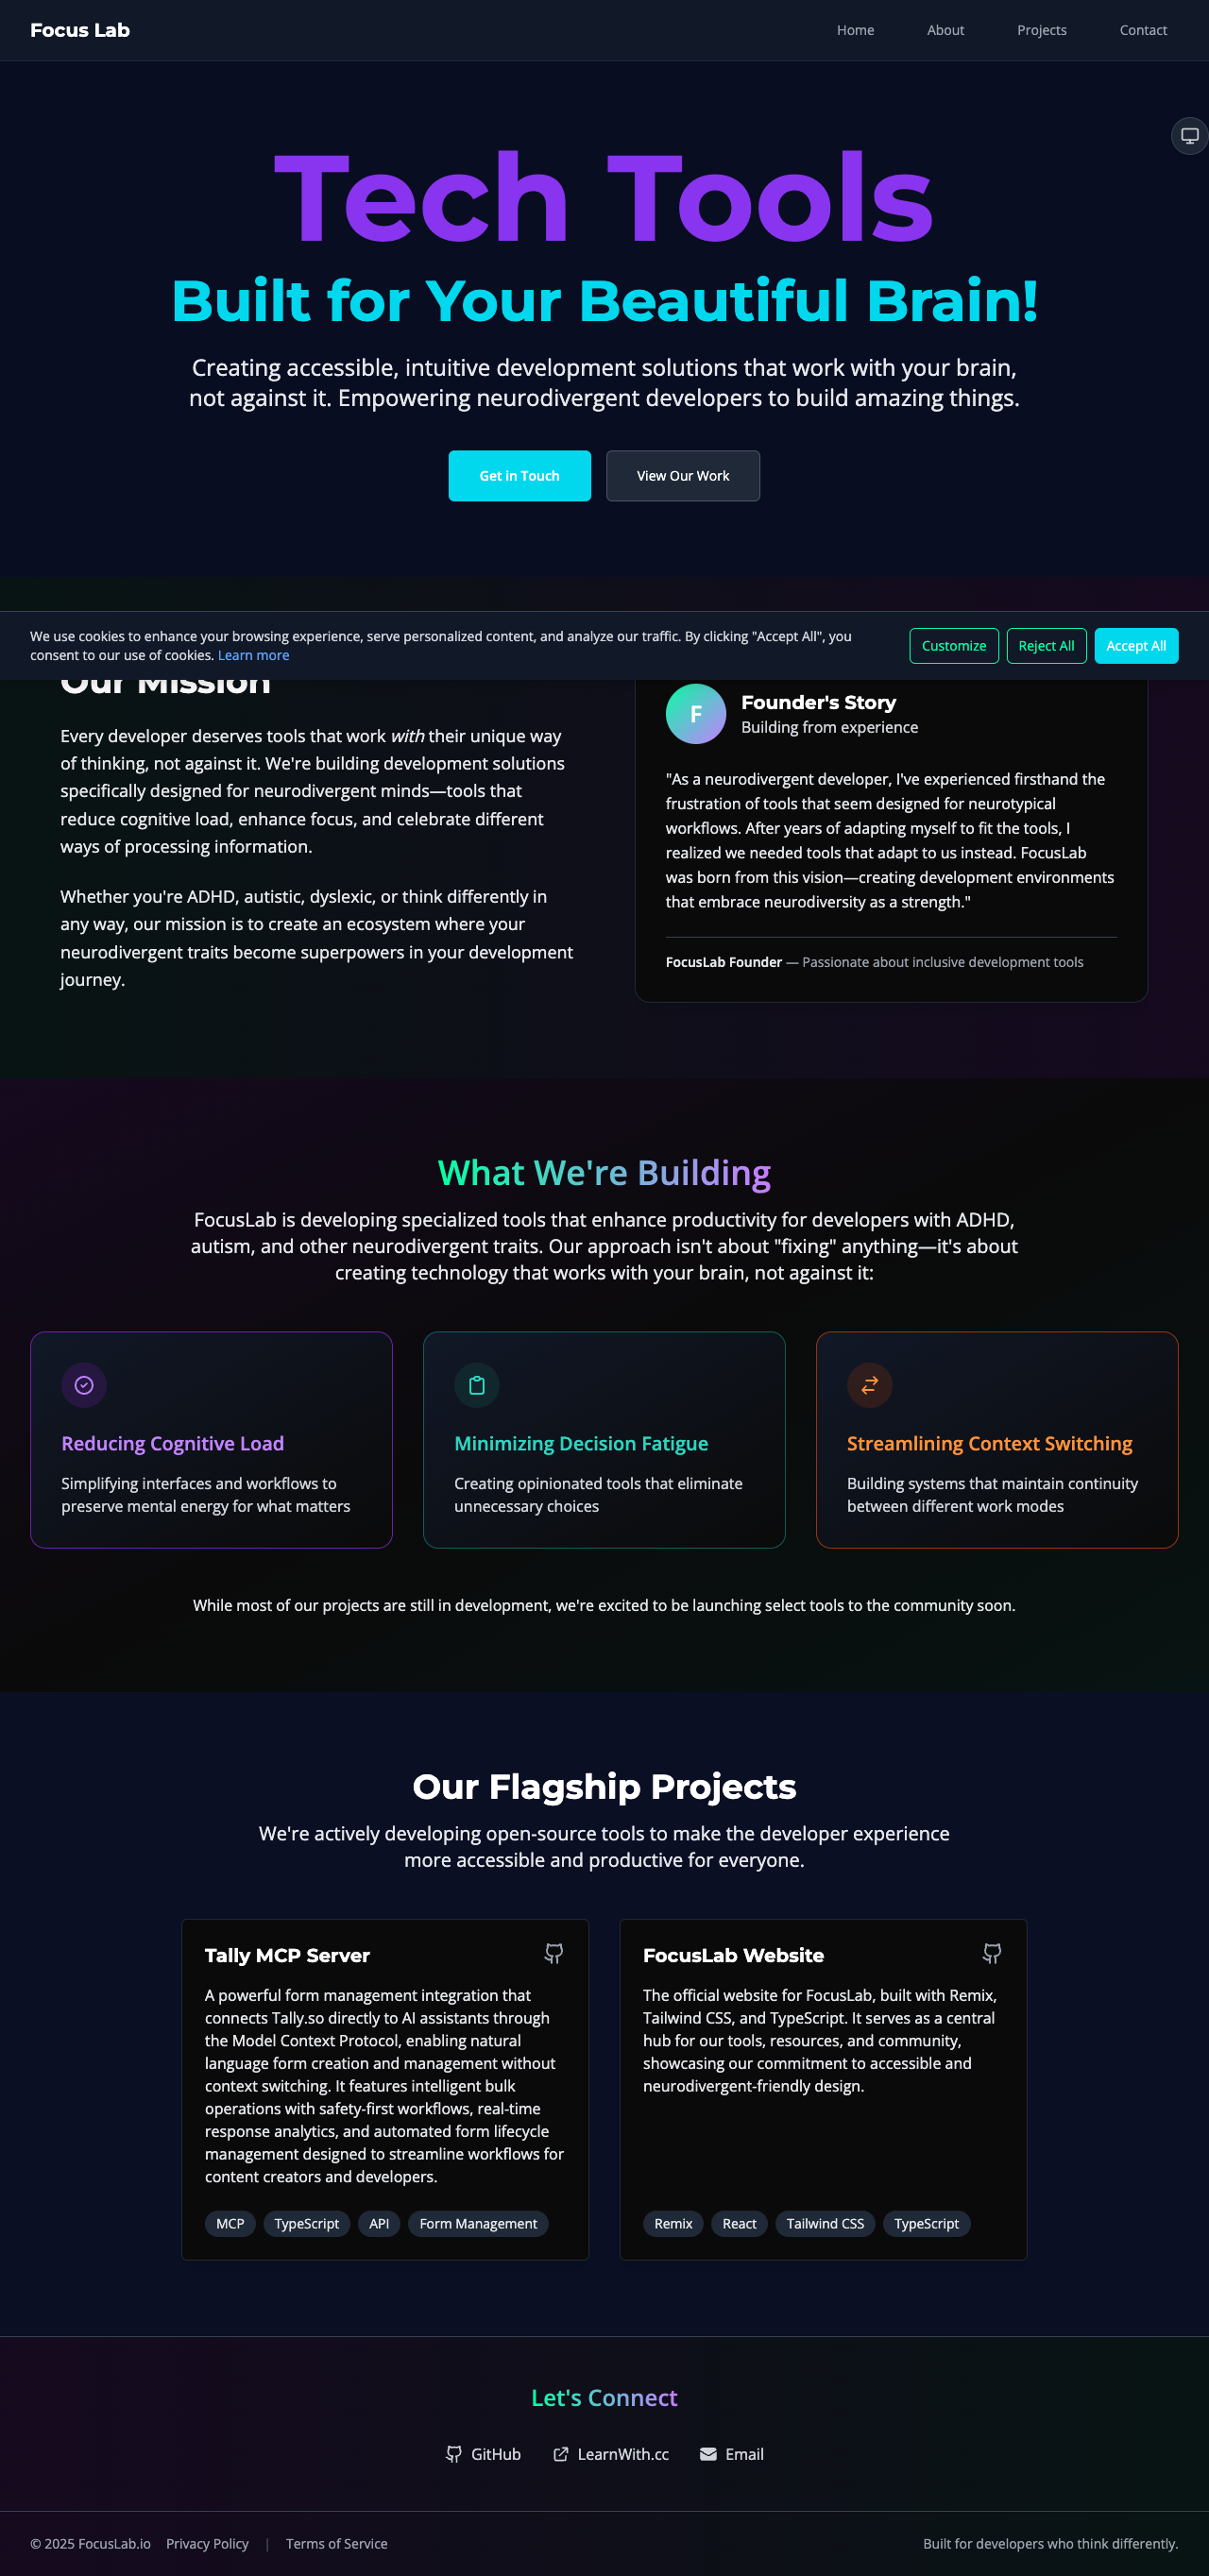 Focus Lab
Home
About
Projects
Contact
Tech Tools
Built for Your Beautiful Brain!
Creating accessible, intuitive development solutions that work with your brain,
not against it. Empowering neurodivergent developers to build amazing things.
Get in Touch
View Our Work
We use cookies to enhance your browsing experience, serve personalized content, and analyze our traffic. By clicking "Accept All", you
consent to our use of cookies. Learn more
Customize
Reject All
Accept All
Our Mission
Every developer deserves tools that work with their unique way
of thinking, not against it. We're building development solutions
specifically designed for neurodivergent minds—tools that
reduce cognitive load, enhance focus, and celebrate different
ways of processing information.
Whether you're ADHD, autistic, dyslexic, or think differently in
any way, our mission is to create an ecosystem where your
neurodivergent traits become superpowers in your development
journey.
F
Founder's Story
Building from experience
"As a neurodivergent developer, I've experienced firsthand the
frustration of tools that seem designed for neurotypical
workflows. After years of adapting myself to fit the tools, I
realized we needed tools that adapt to us instead. FocusLab
was born from this vision—creating development environments
that embrace neurodiversity as a strength."
FocusLab Founder — Passionate about inclusive development tools
What We're Building
FocusLab is developing specialized tools that enhance productivity for developers with ADHD,
autism, and other neurodivergent traits. Our approach isn't about "fixing" anything—it's about
creating technology that works with your brain, not against it:
Reducing Cognitive Load
Simplifying interfaces and workflows to
preserve mental energy for what matters
Minimizing Decision Fatigue
Creating opinionated tools that eliminate
unnecessary choices
Streamlining Context Switching
Building systems that maintain continuity
between different work modes
While most of our projects are still in development, we're excited to be launching select tools to the community soon.
Our Flagship Projects
We're actively developing open-source tools to make the developer experience
more accessible and productive for everyone.
Tally MCP Server
A powerful form management integration that
connects Tally.so directly to AI assistants through
the Model Context Protocol, enabling natural
language form creation and management without
context switching. It features intelligent bulk
operations with safety-first workflows, real-time
response analytics, and automated form lifecycle
management designed to streamline workflows for
content creators and developers.
MCP
TypeScript
API
Form Management
FocusLab Website
The official website for FocusLab, built with Remix,
Tailwind CSS, and TypeScript. It serves as a central
hub for our tools, resources, and community,
showcasing our commitment to accessible and
neurodivergent-friendly design.
Remix
React
Tailwind CSS
TypeScript
Let's Connect
GitHub
LearnWith.cc
Email
© 2025 FocusLab.io
Privacy Policy
|
Terms of Service
Built for developers who think differently.